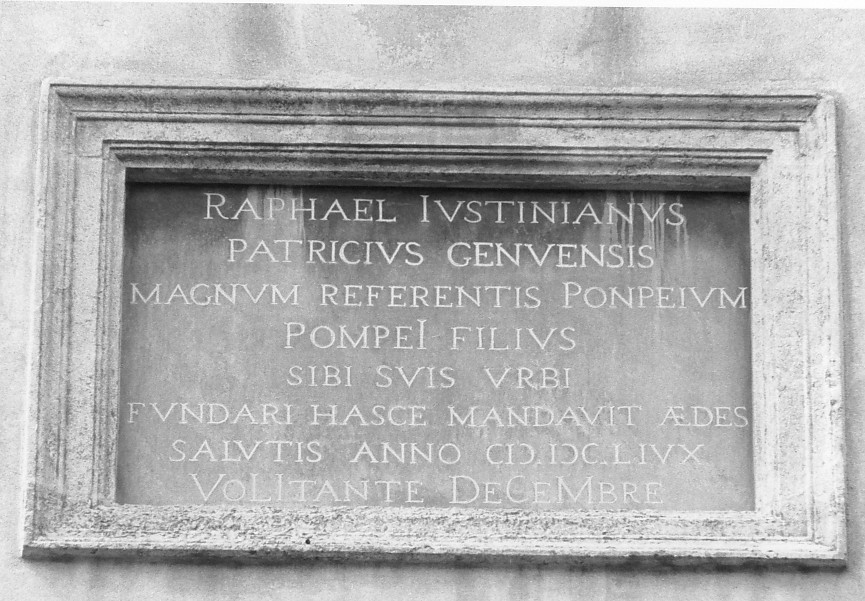 RAPHAEL IVSTINIANVS
PATRICIVS GENVENSIS
MAGNVM REFERENTIS PONPEIVM
POMPEI FILIVS
SIBI SVIS VRBI
FVNDARI HASCE MANDAVIT ÆDES
SALVTIS ANNO CIƆ.IƆC.LIVX
VOLITANTE DECEMBRE